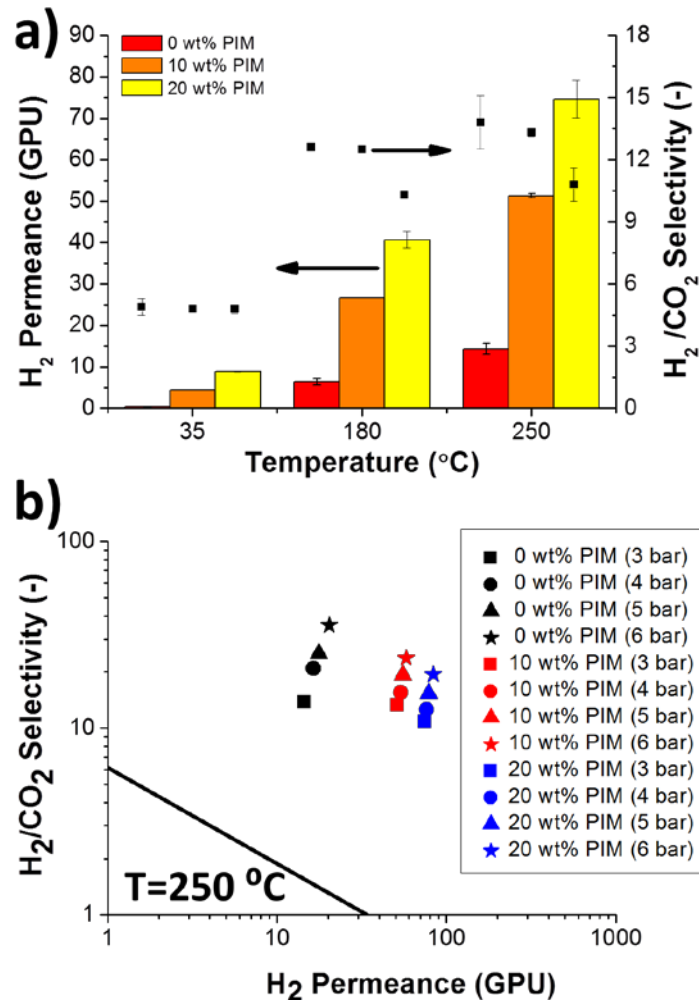 a)
0 wt% PIM
10 wt% PIM
20 wt% PIM
H2 Permeance (GPU)
90
80
70
60
50
40
30
20
10
0
H2 /CO2 Selectivity (-)
18
15
12
9
6
3
0
35 180 250
Temperature (°C)
b)
H2/CO2 Selectivity (-)
100
10
1
T=250 ⁰C
1 10 100 1000
H2 Permeance (GPU)
0 wt% PIM (3 bar)
0 wt% PIM (4 bar)
0 wt% PIM (5 bar)
0 wt% PIM (6 bar)
10 wt% PIM (3 bar)
10 wt% PIM (4 bar)
10 wt% PIM (5 bar)
10 wt% PIM (6 bar)
20 wt% PIM (3 bar)
20 wt% PIM (4 bar)
20 wt% PIM (5 bar)
20 wt% PIM (6 bar)